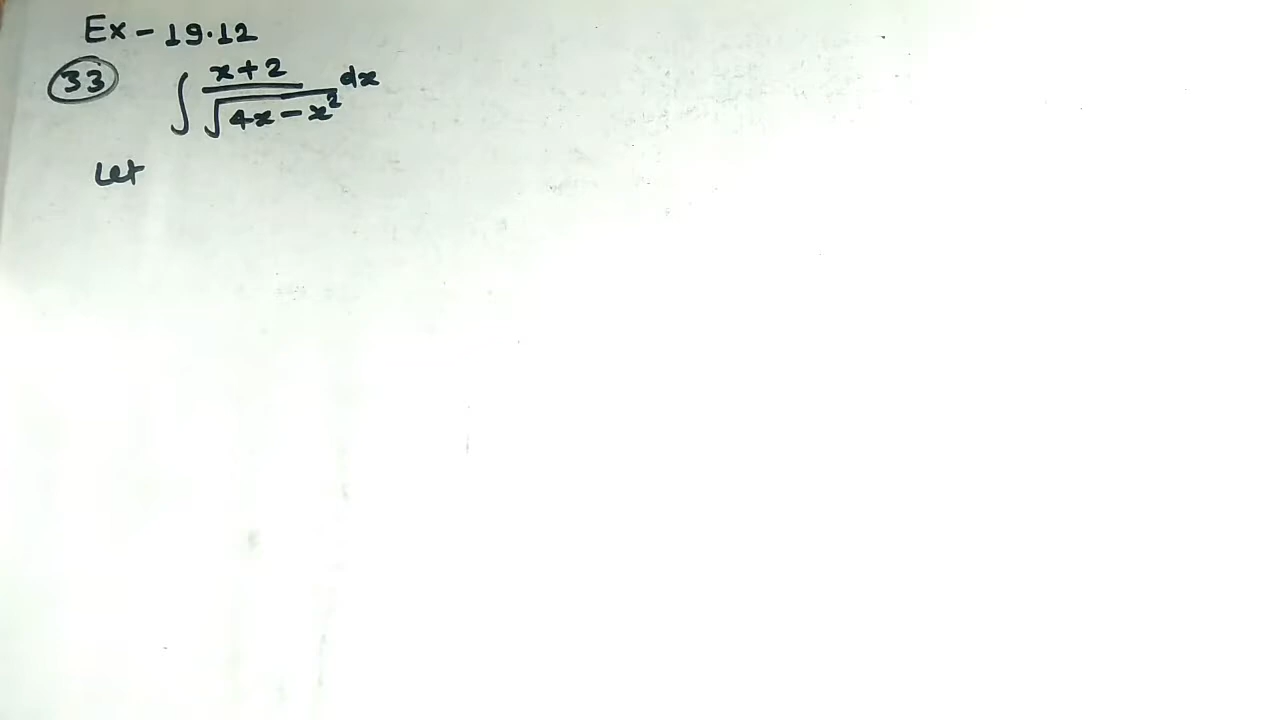 Ex - 19.12
(33) ∫ x+2 / √(4x - x²) dx
Let